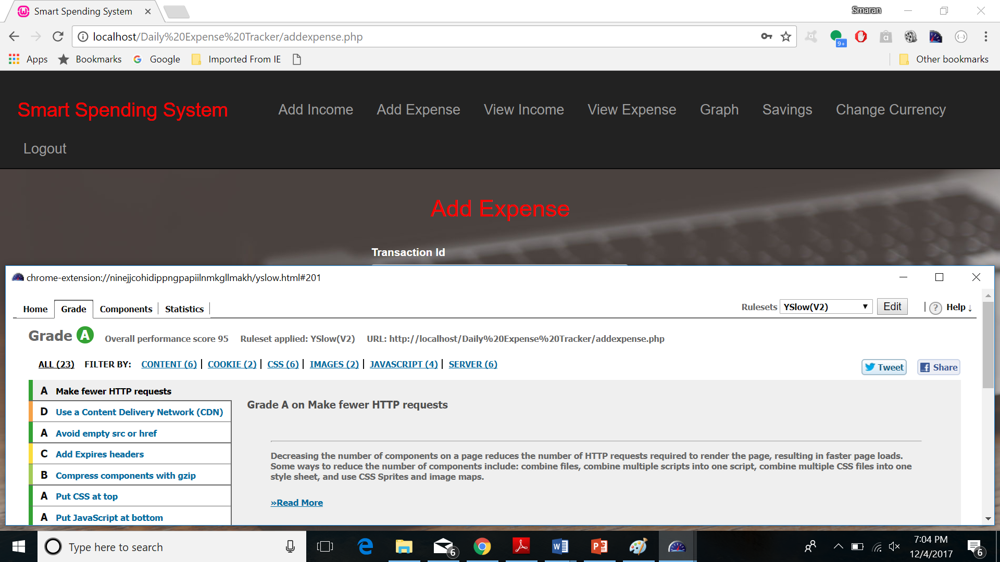 Smart Spending System
Smaran
localhost/Daily%20Expense%20Tracker/addexpense.php
9+
Apps Bookmarks Google Imported From IE Other bookmarks
Smart Spending System Add Income Add Expense View Income View Expense Graph Savings Change Currency
Logout
Add Expense
Transaction Id
chrome-extension://ninejjcohidippngpapiilnmkgllmakh/yslow.html#201
Home Grade Components Statistics Rulesets YSlow(V2) Edit ? Help ↓
Grade A Overall performance score 95 Ruleset applied: YSlow(V2) URL: http://localhost/Daily%20Expense%20Tracker/addexpense.php
ALL (23) FILTER BY: CONTENT (6) | COOKIE (2) | CSS (6) | IMAGES (2) | JAVASCRIPT (4) | SERVER (6)
Tweet Share
A Make fewer HTTP requests
D Use a Content Delivery Network (CDN)
A Avoid empty src or href
C Add Expires headers
B Compress components with gzip
A Put CSS at top
A Put JavaScript at bottom
Grade A on Make fewer HTTP requests
Decreasing the number of components on a page reduces the number of HTTP requests required to render the page, resulting in faster page loads.
Some ways to reduce the number of components include: combine files, combine multiple scripts into one script, combine multiple CSS files into one
style sheet, and use CSS Sprites and image maps.
»Read More
Type here to search
6
7:04 PM
12/4/2017
6